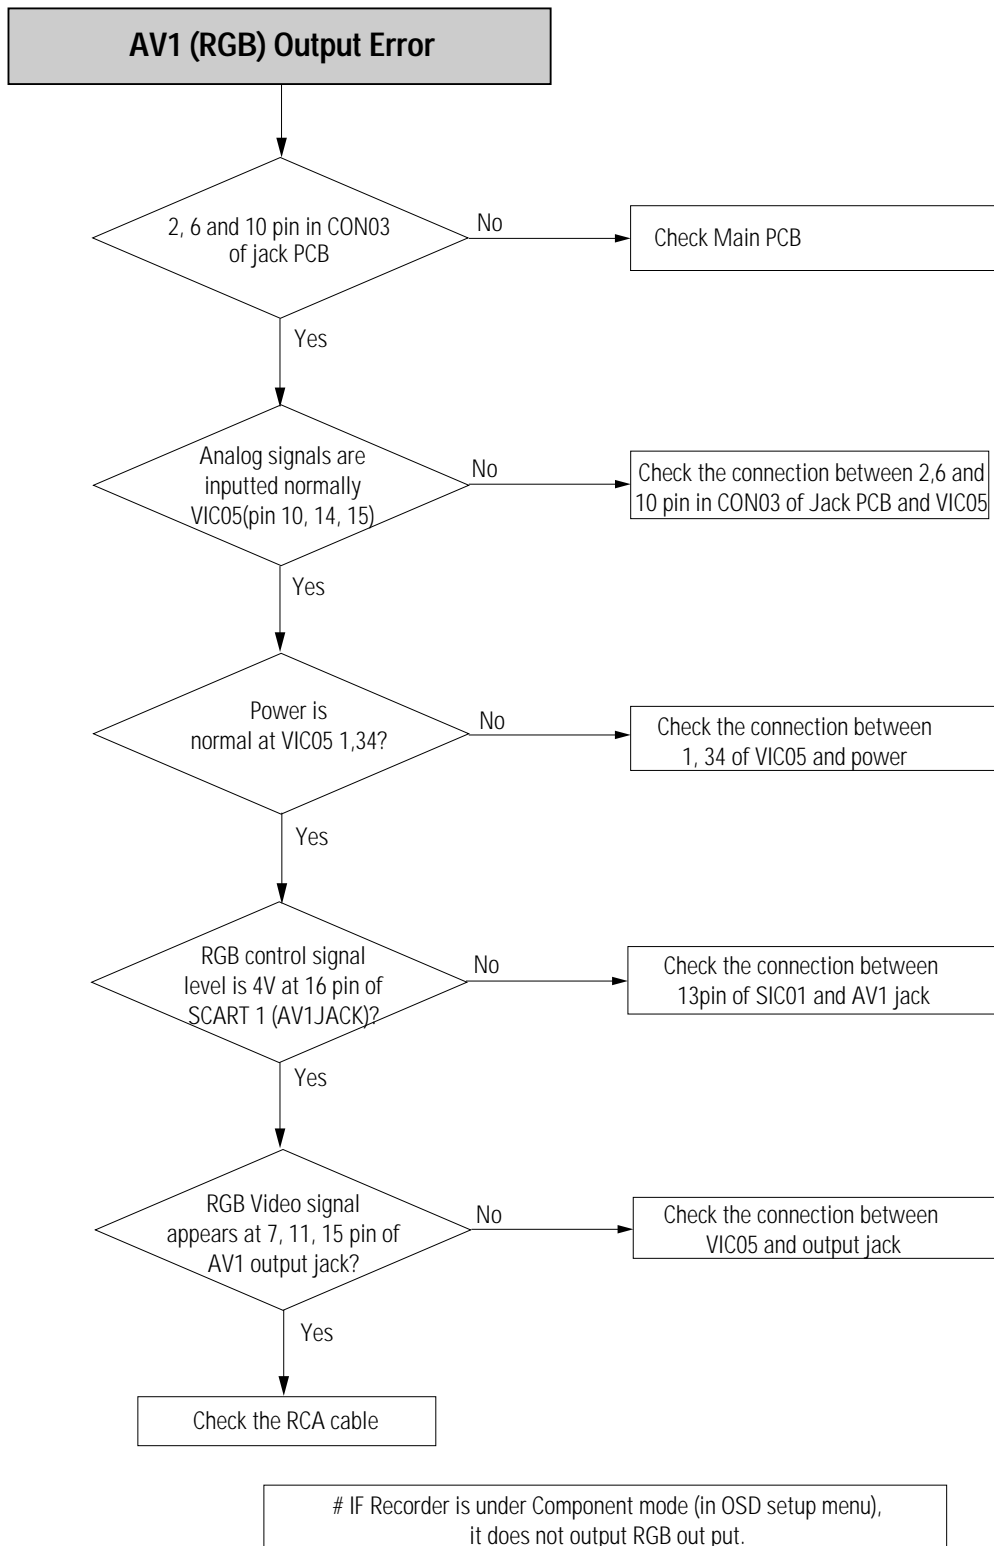 AV1 (RGB) Output Error
2, 6 and 10 pin in CON03
of jack PCB
No
Check Main PCB
Yes
Analog signals are
inputted normally
VIC05(pin 10, 14, 15)
No
Check the connection between 2,6 and
10 pin in CON03 of Jack PCB and VIC05
Yes
Power is
normal at VIC05 1,34?
No
Check the connection between
1, 34 of VIC05 and power
Yes
RGB control signal
level is 4V at 16 pin of
SCART 1 (AV1JACK)?
No
Check the connection between
13pin of SIC01 and AV1 jack
Yes
RGB Video signal
appears at 7, 11, 15 pin of
AV1 output jack?
No
Check the connection between
VIC05 and output jack
Yes
Check the RCA cable
# IF Recorder is under Component mode (in OSD setup menu),
it does not output RGB out put.